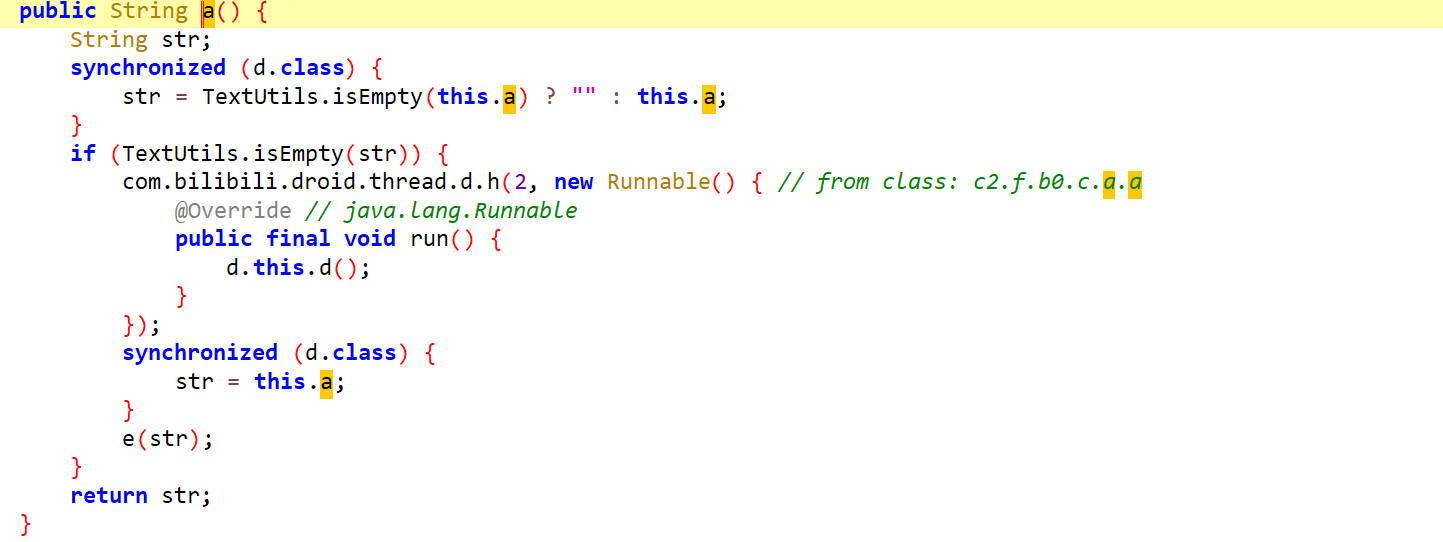 public String a() {
    String str;
    synchronized (d.class) {
        str = TextUtils.isEmpty(this.a) ? "" : this.a;
    }
    if (TextUtils.isEmpty(str)) {
        com.bilibili.droid.thread.d.h(2, new Runnable() { // from class: c2.f.b0.c.a.a
            @Override // java.lang.Runnable
            public final void run() {
                d.this.d();
            }
        });
        synchronized (d.class) {
            str = this.a;
        }
        e(str);
    }
    return str;
}